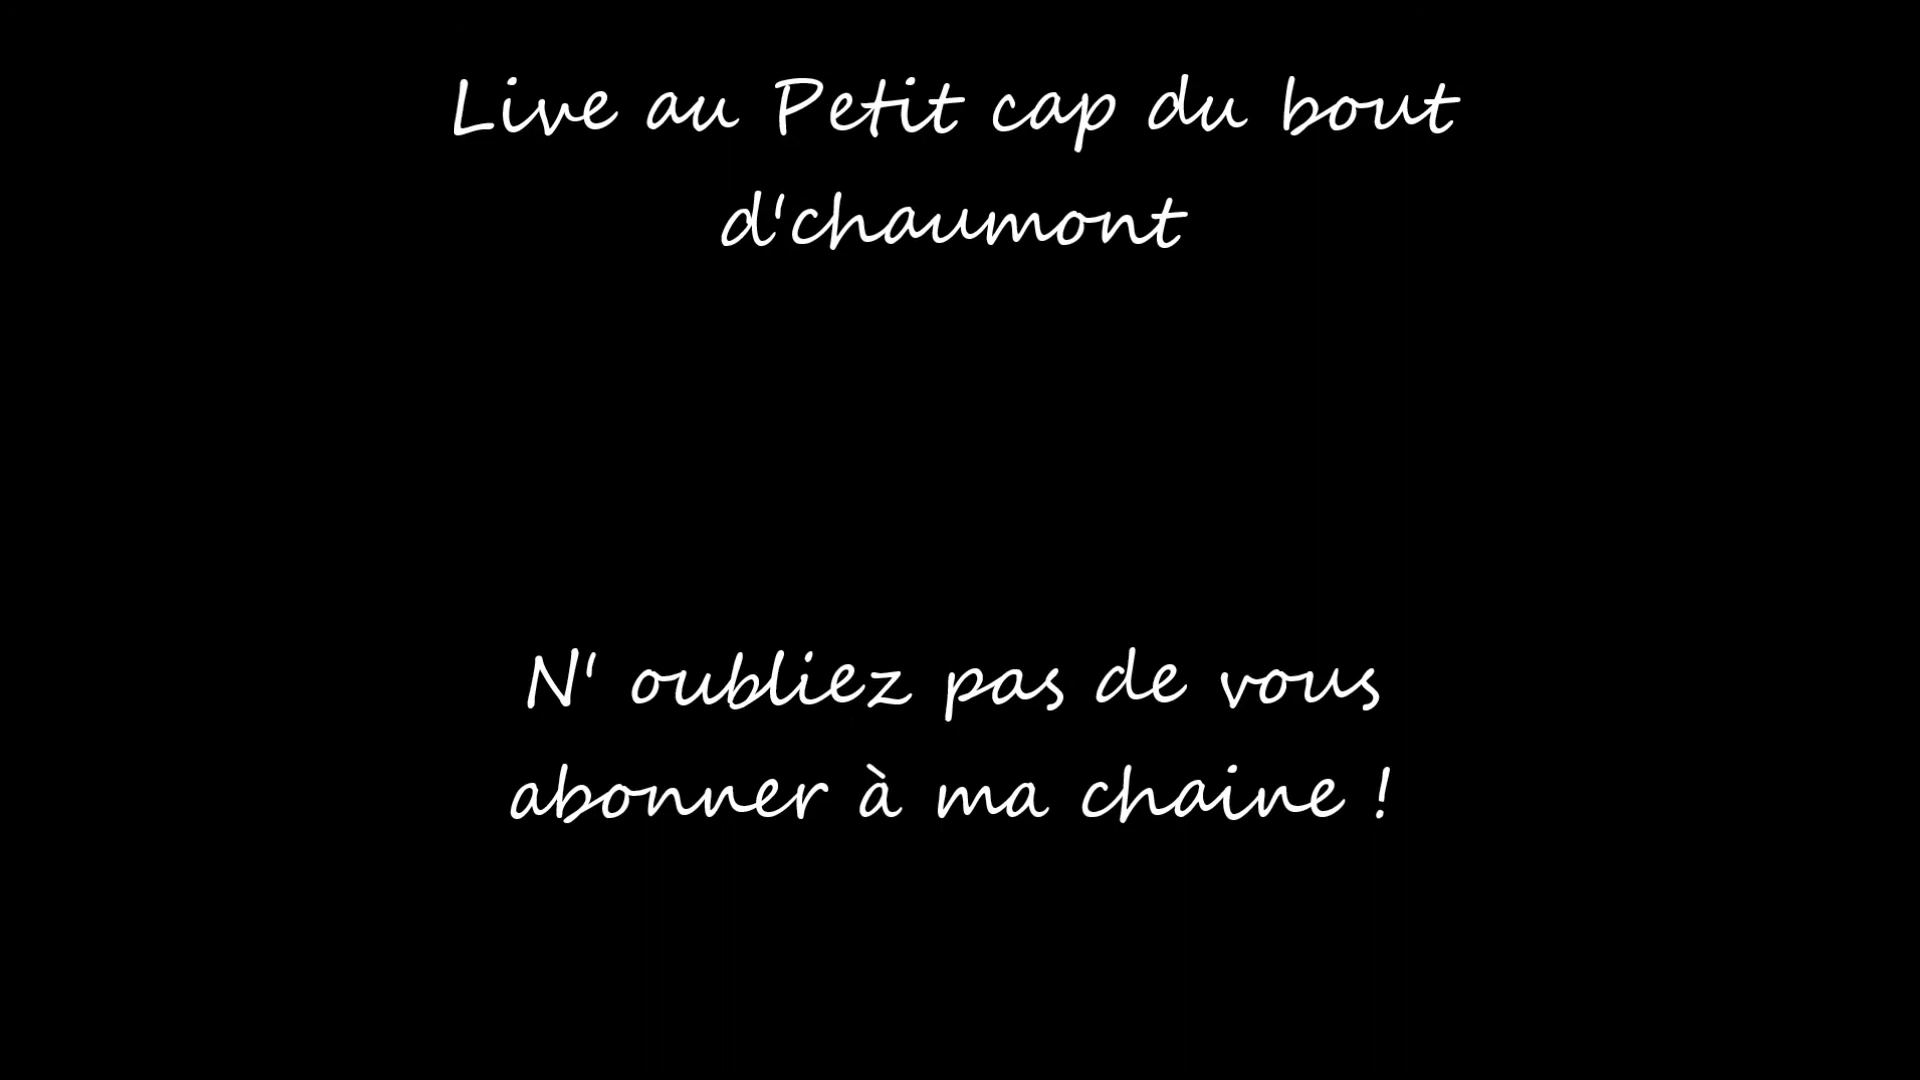 Live au Petit cap du bout
d'chaumont
N' oubliez pas de vous
abonner à ma chaine !